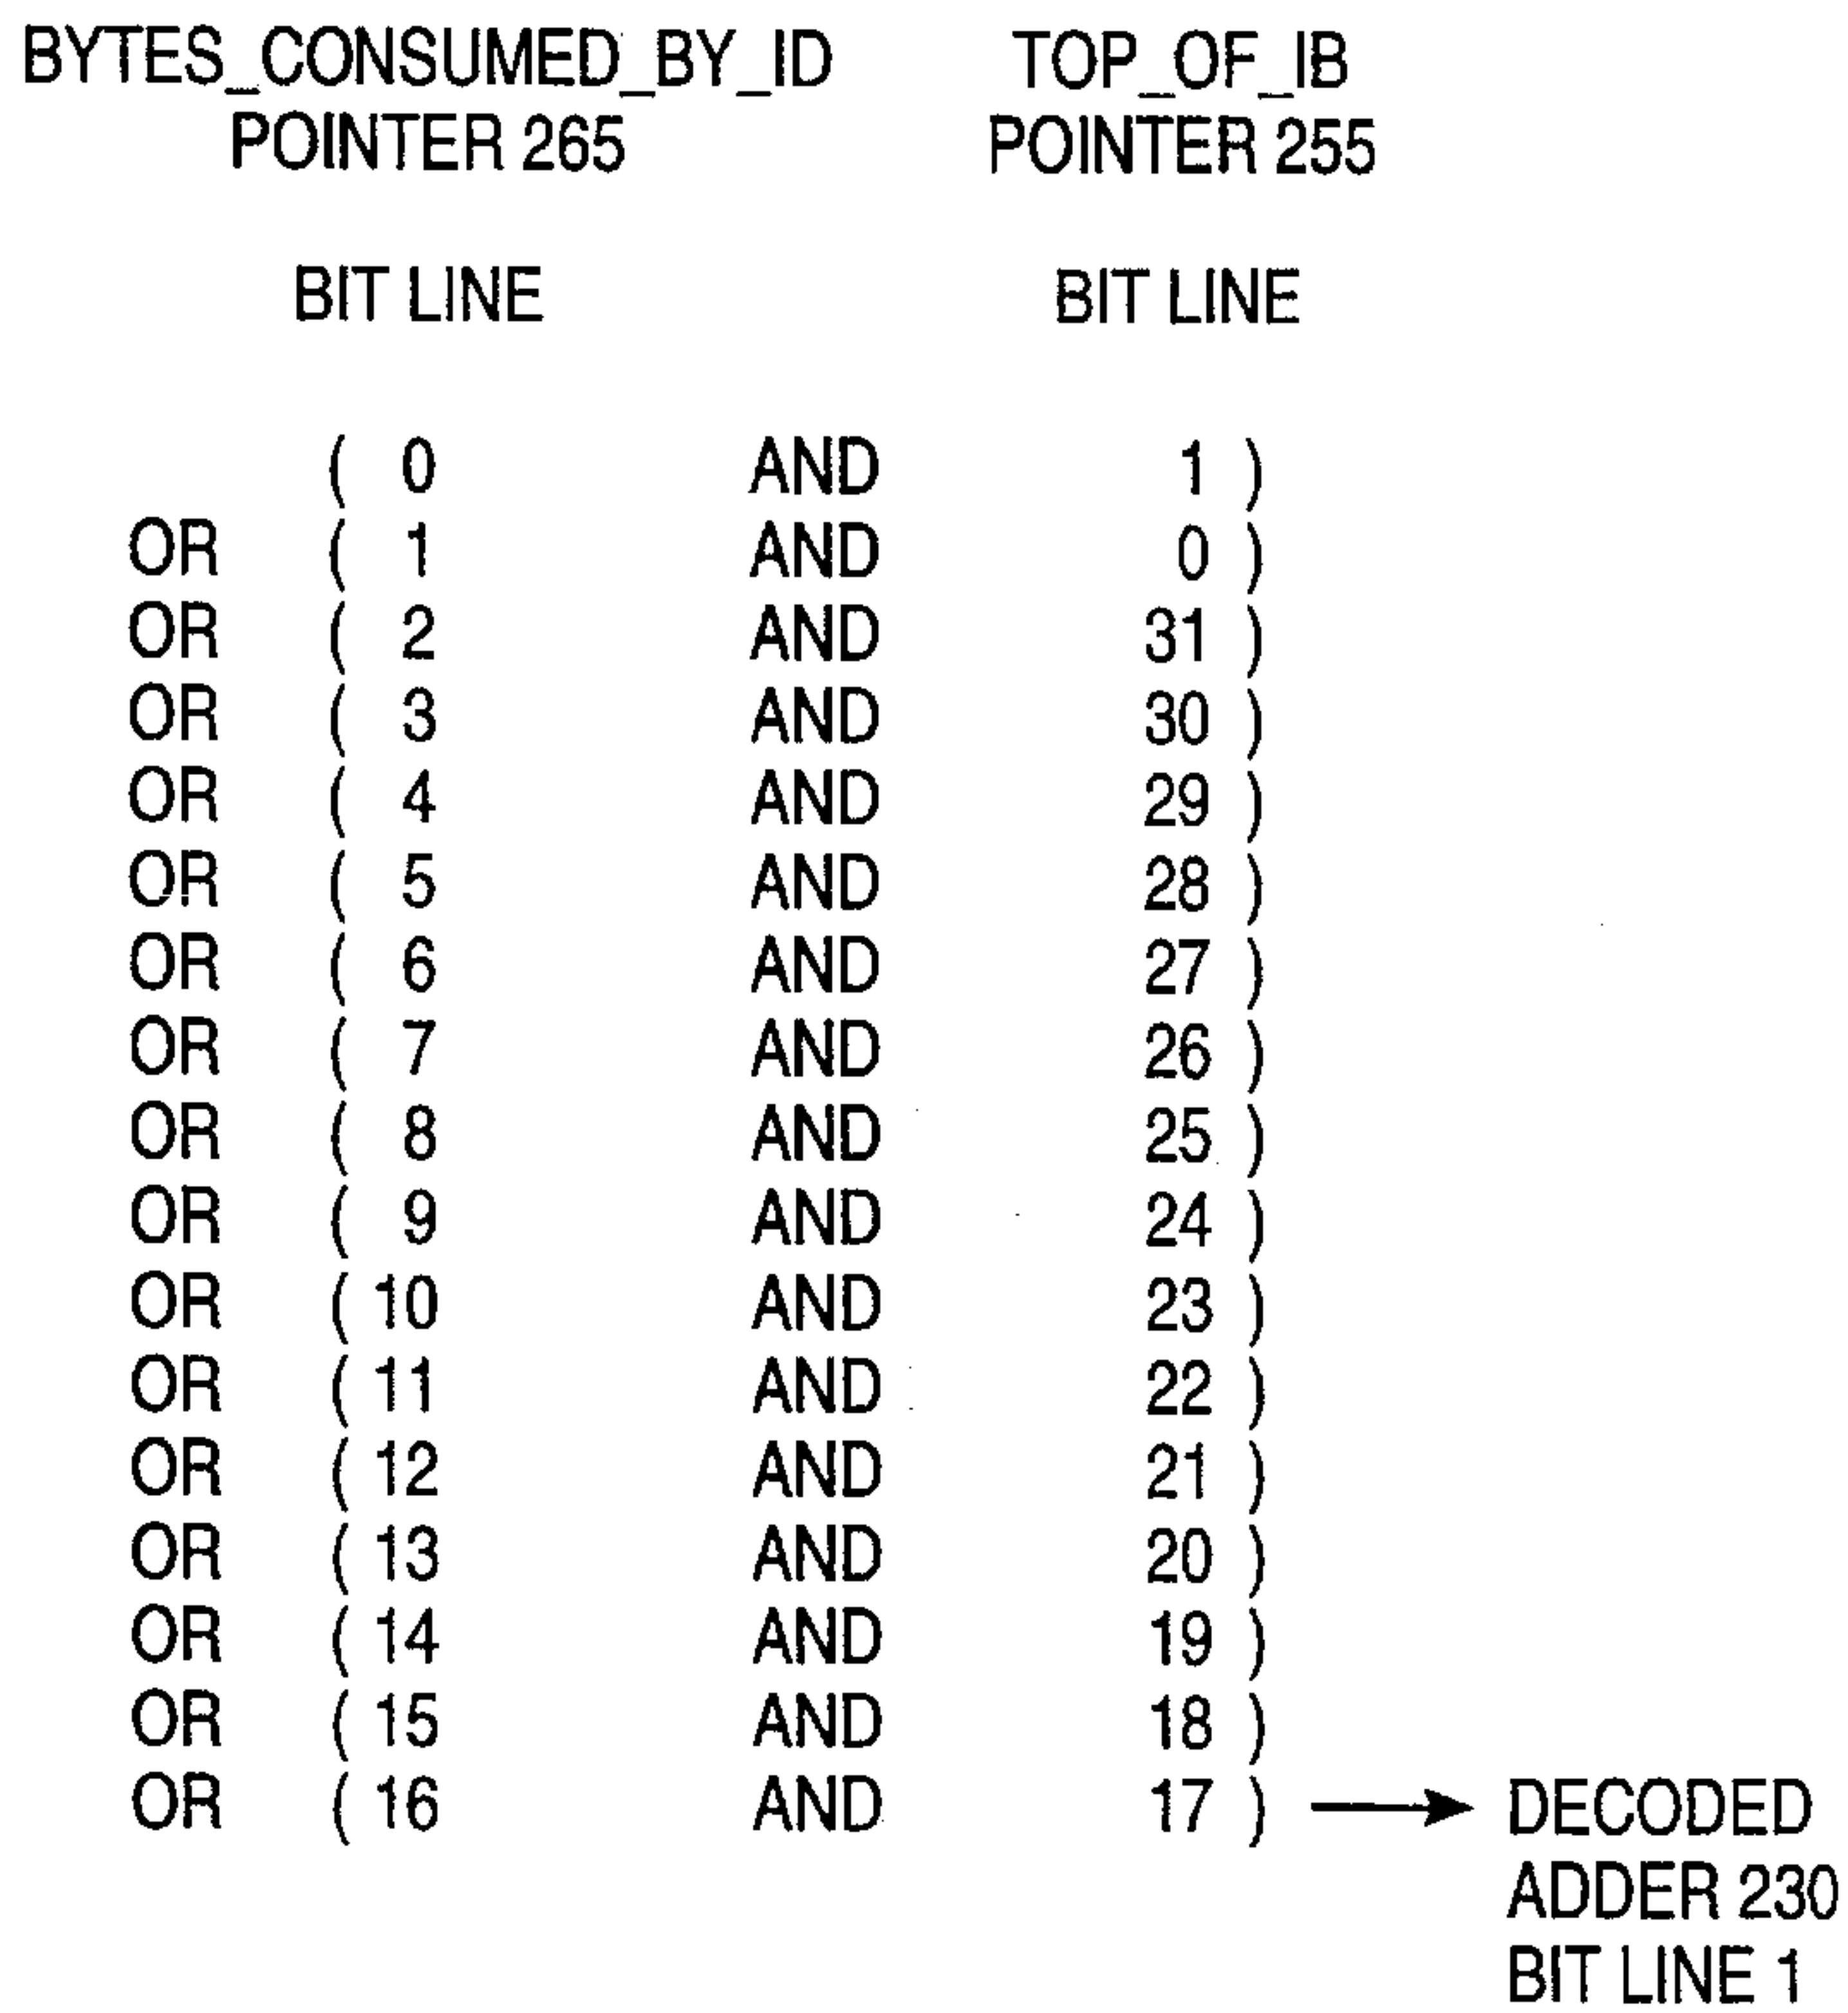 BYTES_CONSUMED_BY_ID TOP_OF_IB
POINTER 265 POINTER 255
BIT LINE BIT LINE
( 0 AND 1 )
OR ( 1 AND 0 )
OR ( 2 AND 31 )
OR ( 3 AND 30 )
OR ( 4 AND 29 )
OR ( 5 AND 28 )
OR ( 6 AND 27 )
OR ( 7 AND 26 )
OR ( 8 AND 25 )
OR ( 9 AND 24 )
OR ( 10 AND 23 )
OR ( 11 AND 22 )
OR ( 12 AND 21 )
OR ( 13 AND 20 )
OR ( 14 AND 19 )
OR ( 15 AND 18 )
OR ( 16 AND 17 ) DECODED
ADDER 230
BIT LINE 1